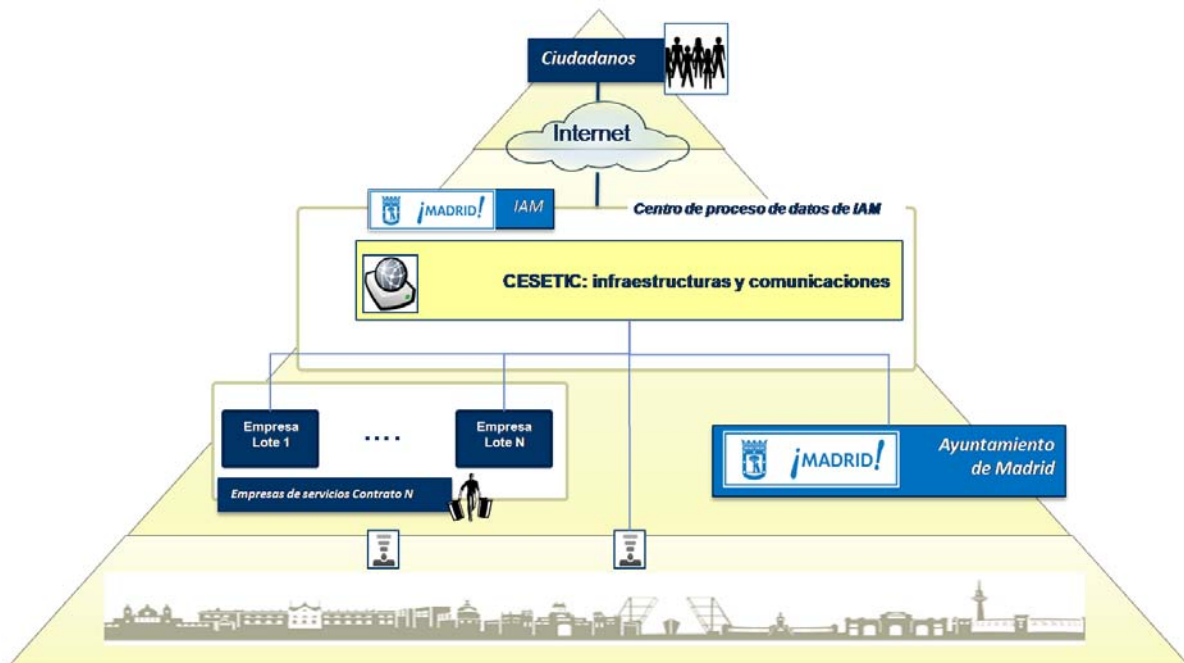 Ciudadanos
Internet
¡MADRID!
IAM
Centro de proceso de datos de IAM
CESETIC: infraestructuras y comunicaciones
Empresa
Lote 1
....
Empresa
Lote N
Empresas de servicios Contrato N
¡MADRID!
Ayuntamiento
de Madrid